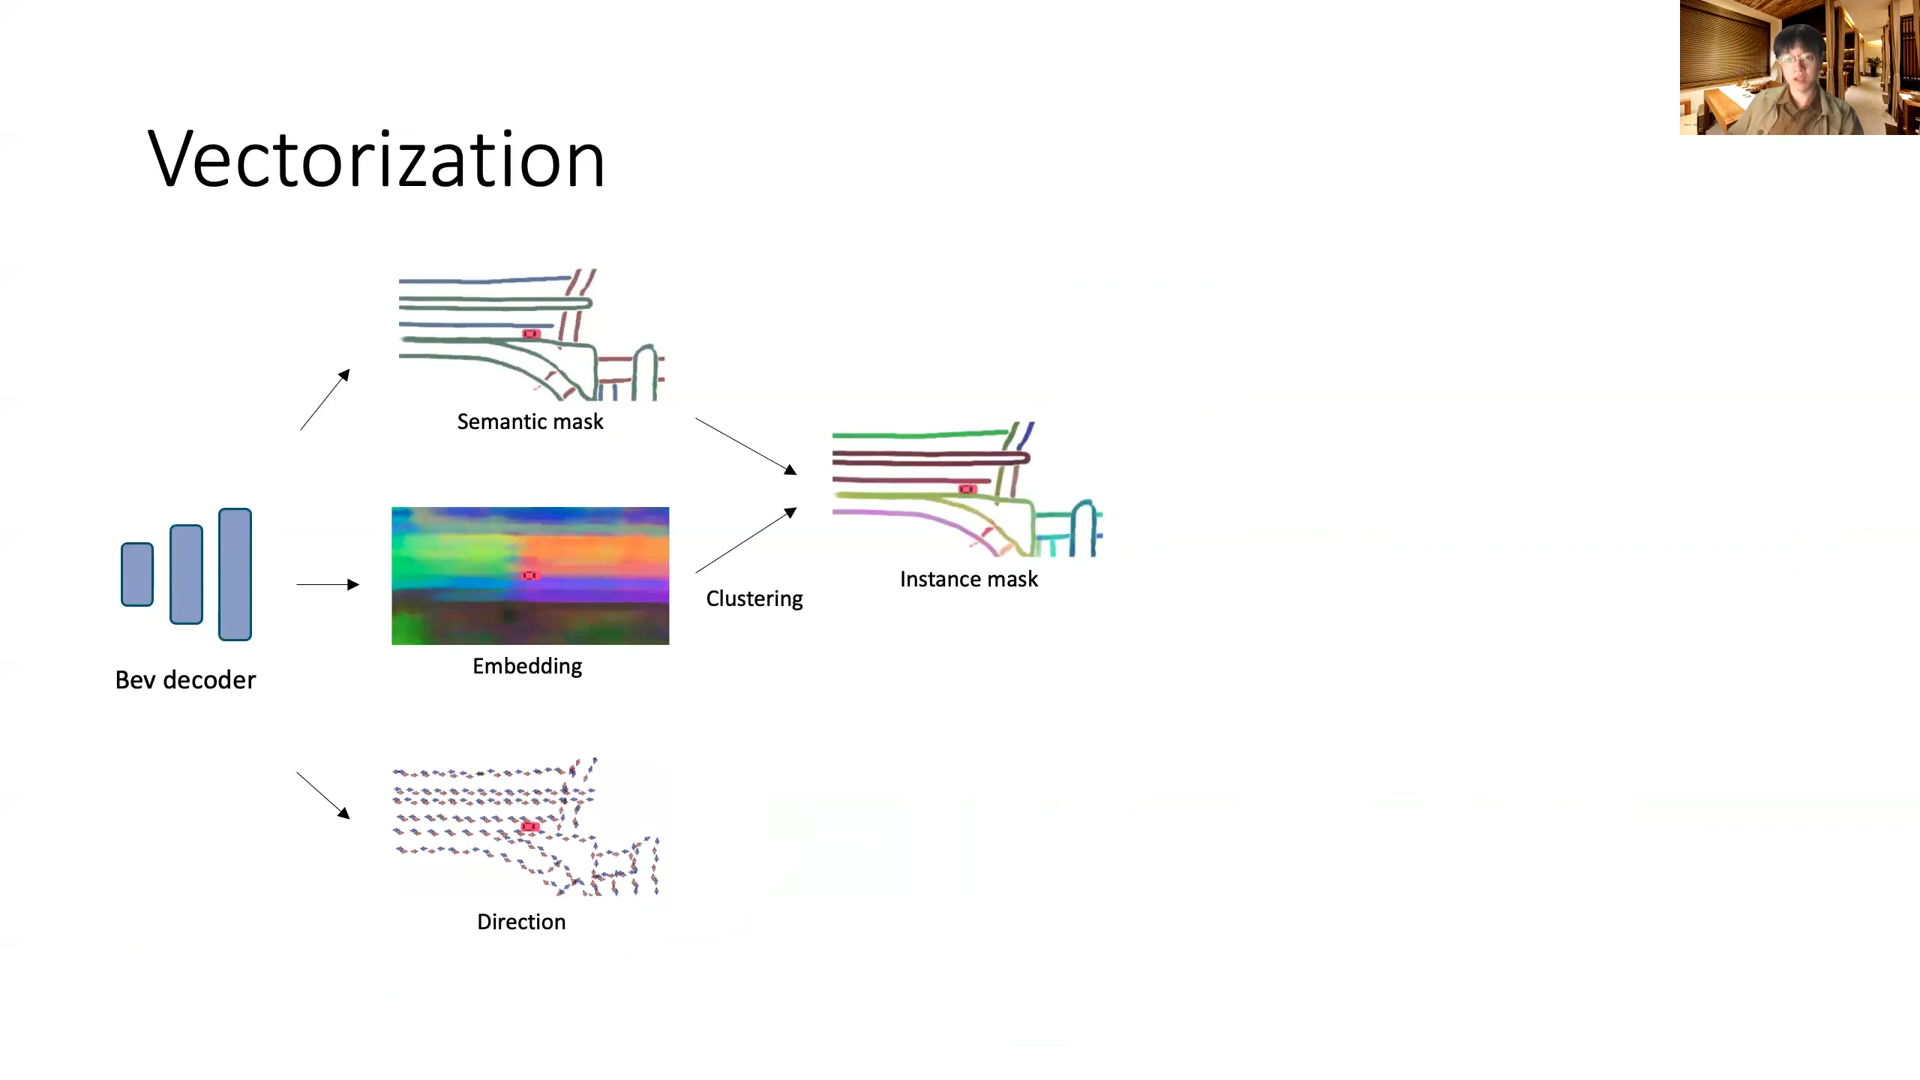 Vectorization
Semantic mask
Instance mask
Clustering
Embedding
Bev decoder
Direction